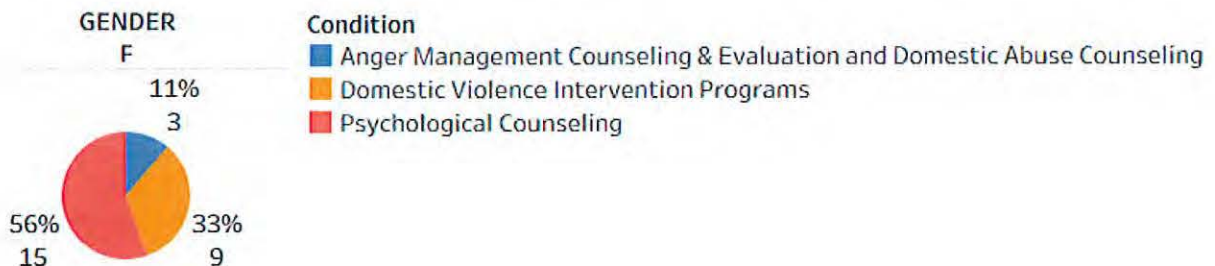 GENDER
F
11%
3
56%
15
33%
9
Condition
Anger Management Counseling & Evaluation and Domestic Abuse Counseling
Domestic Violence Intervention Programs
Psychological Counseling